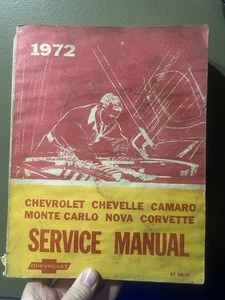 1972
CHEVROLET CHEVELLE CAMARO
MONTE CARLO NOVA CORVETTE
SERVICE MANUAL
CHEVROLET